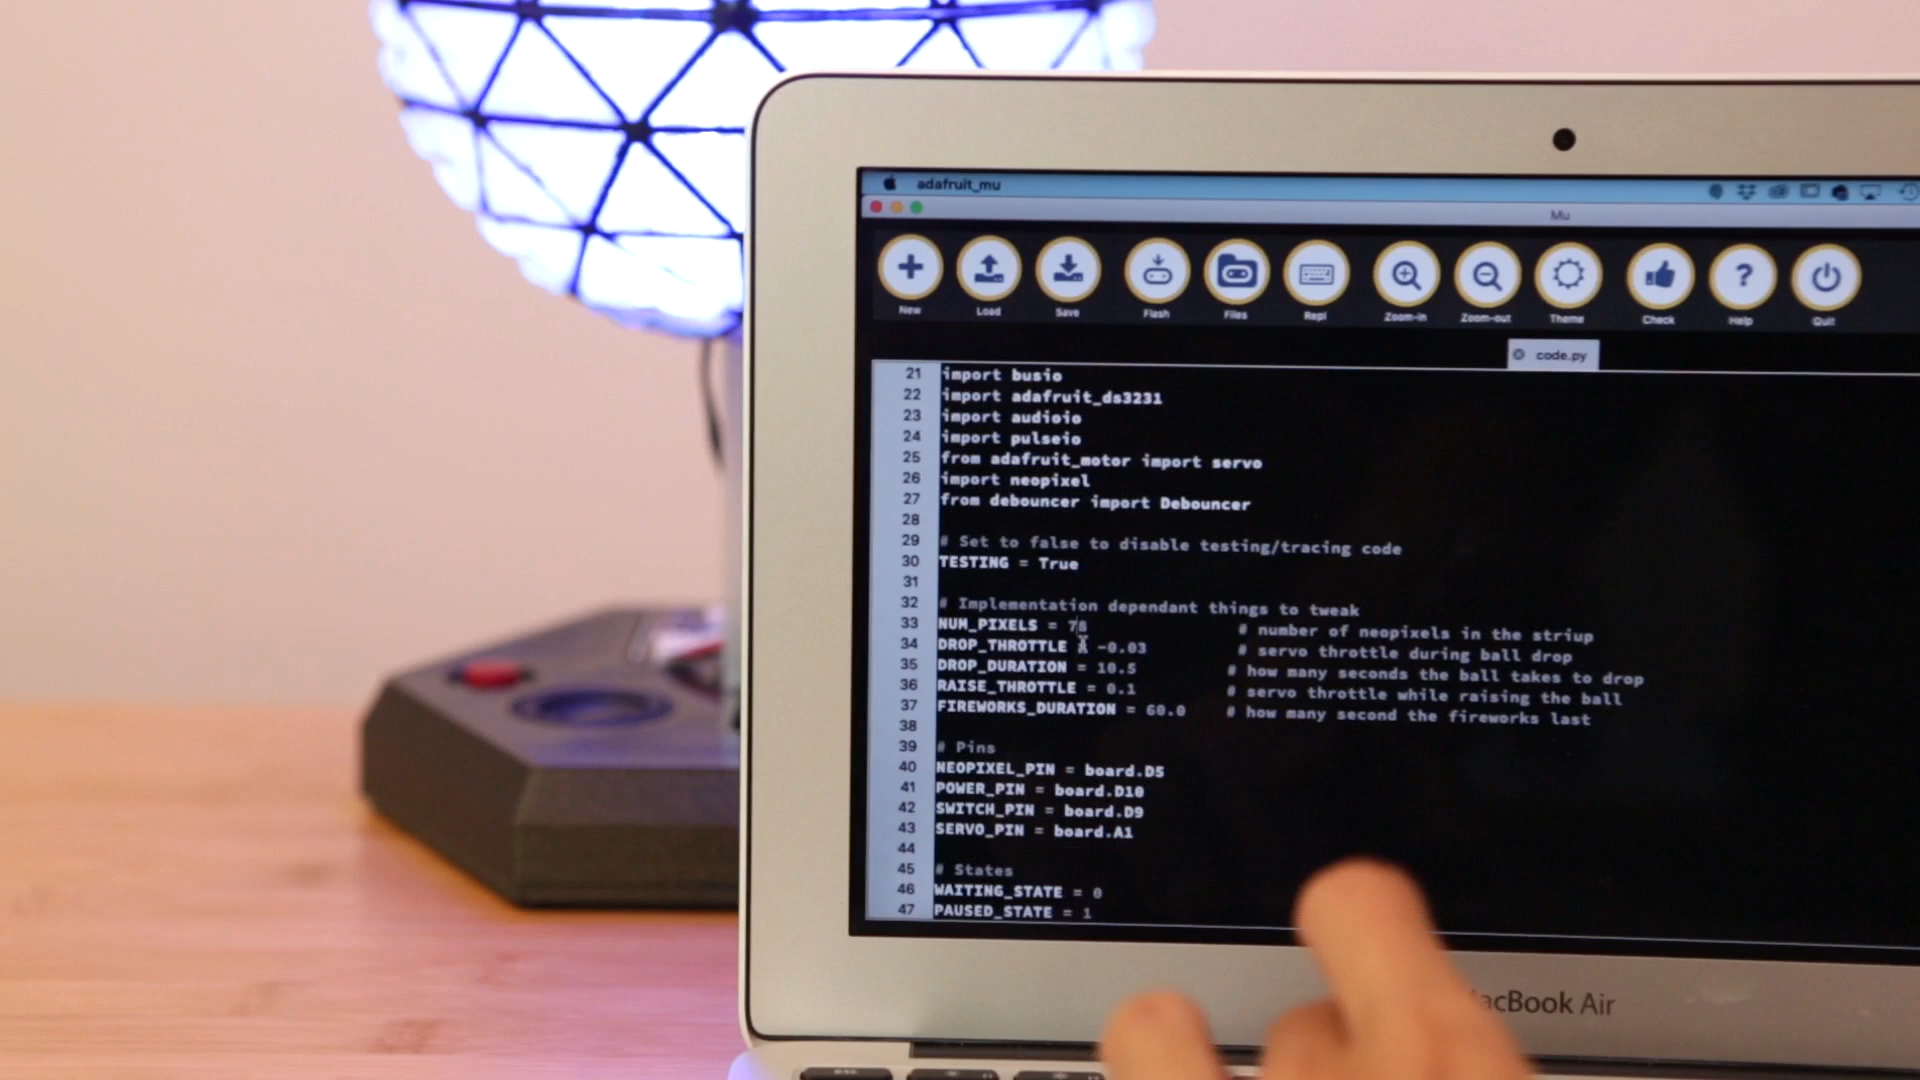 adafruit_mu
Mu
New Load Save Flash Files Repl Zoom-in Zoom-out Theme Check Help Quit
code.py
21 import busio
22 import adafruit_ds3231
23 import audioio
24 import pulseio
25 from adafruit_motor import servo
26 import neopixel
27 from debouncer import Debouncer
28
29 # Set to false to disable testing/tracing code
30 TESTING = True
31
32 # Implementation dependant things to tweak
33 NUM_PIXELS = 78 # number of neopixels in the striup
34 DROP_THROTTLE = -0.03 # servo throttle during ball drop
35 DROP_DURATION = 10.5 # how many seconds the ball takes to drop
36 RAISE_THROTTLE = 0.1 # servo throttle while raising the ball
37 FIREWORKS_DURATION = 60.0 # how many second the fireworks last
38
39 # Pins
40 NEOPIXEL_PIN = board.D5
41 POWER_PIN = board.D10
42 SWITCH_PIN = board.D9
43 SERVO_PIN = board.A1
44
45 # States
46 WAITING_STATE = 0
47 PAUSED_STATE = 1
acBook Air